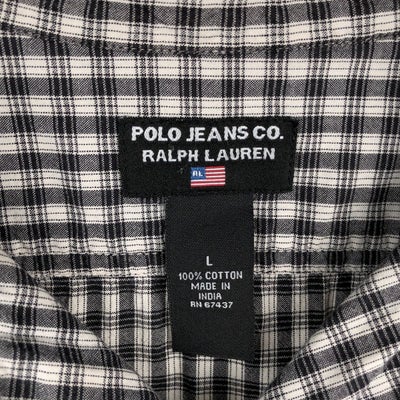 POLO JEANS CO.
RALPH LAUREN
RL
L
100% COTTON
MADE IN
INDIA
RN 67437